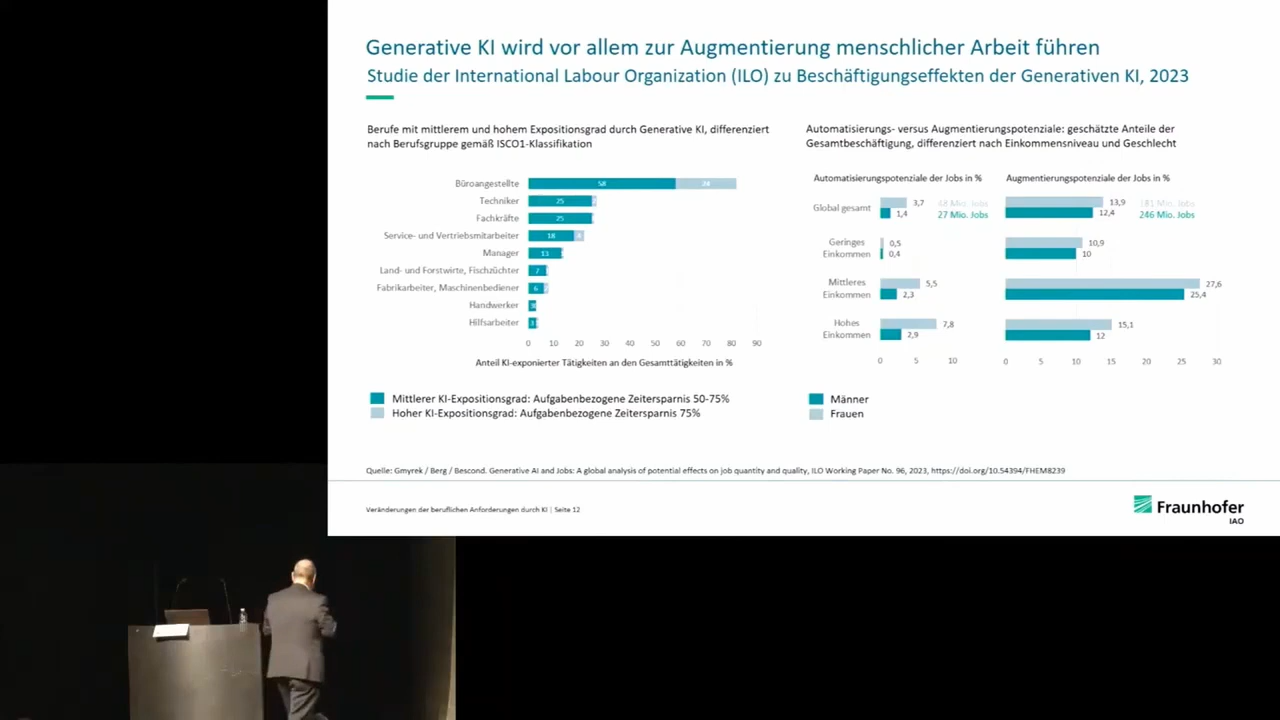 Generative KI wird vor allem zur Augmentierung menschlicher Arbeit führen
Studie der International Labour Organization (ILO) zu Beschäftigungseffekten der Generativen KI, 2023
Berufe mit mittlerem und hohem Expositionsgrad durch Generative KI, differenziert
nach Berufsgruppe gemäß ISCO1-Klassifikation
Büroangestellte 58 24
Techniker 25
Fachkräfte 25
Service- und Vertriebsmitarbeiter 18 4
Manager 13
Land- und Forstwirte, Fischzüchter 7
Fabrikarbeiter, Maschinenbediener 6
Handwerker
Hilfsarbeiter
0 10 20 30 40 50 60 70 80 90
Anteil KI-exponierter Tätigkeiten an den Gesamttätigkeiten in %
Mittlerer KI-Expositionsgrad: Aufgabenbezogene Zeitersparnis 50-75%
Hoher KI-Expositionsgrad: Aufgabenbezogene Zeitersparnis 75%
Automatisierungs- versus Augmentierungspotenziale: geschätzte Anteile der
Gesamtbeschäftigung, differenziert nach Einkommensniveau und Geschlecht
Automatisierungspotenziale der Jobs in %
Augmentierungspotenziale der Jobs in %
Global gesamt
3,7 48 Mio. Jobs
1,4 27 Mio. Jobs
13,9 181 Mio. Jobs
12,4 246 Mio. Jobs
Geringes
Einkommen
0,5
0,4
10,9
10
Mittleres
Einkommen
5,5
2,3
27,6
25,4
Hohes
Einkommen
7,8
2,9
15,1
12
0 5 10
0 5 10 15 20 25 30
Männer
Frauen
Quelle: Gmyrek / Berg / Bescond. Generative AI and Jobs: A global analysis of potential effects on job quantity and quality, ILO Working Paper No. 96, 2023, https://doi.org/10.54394/FHEM8239
Veränderungen der beruflichen Anforderungen durch KI | Seite 12
Fraunhofer
IAO